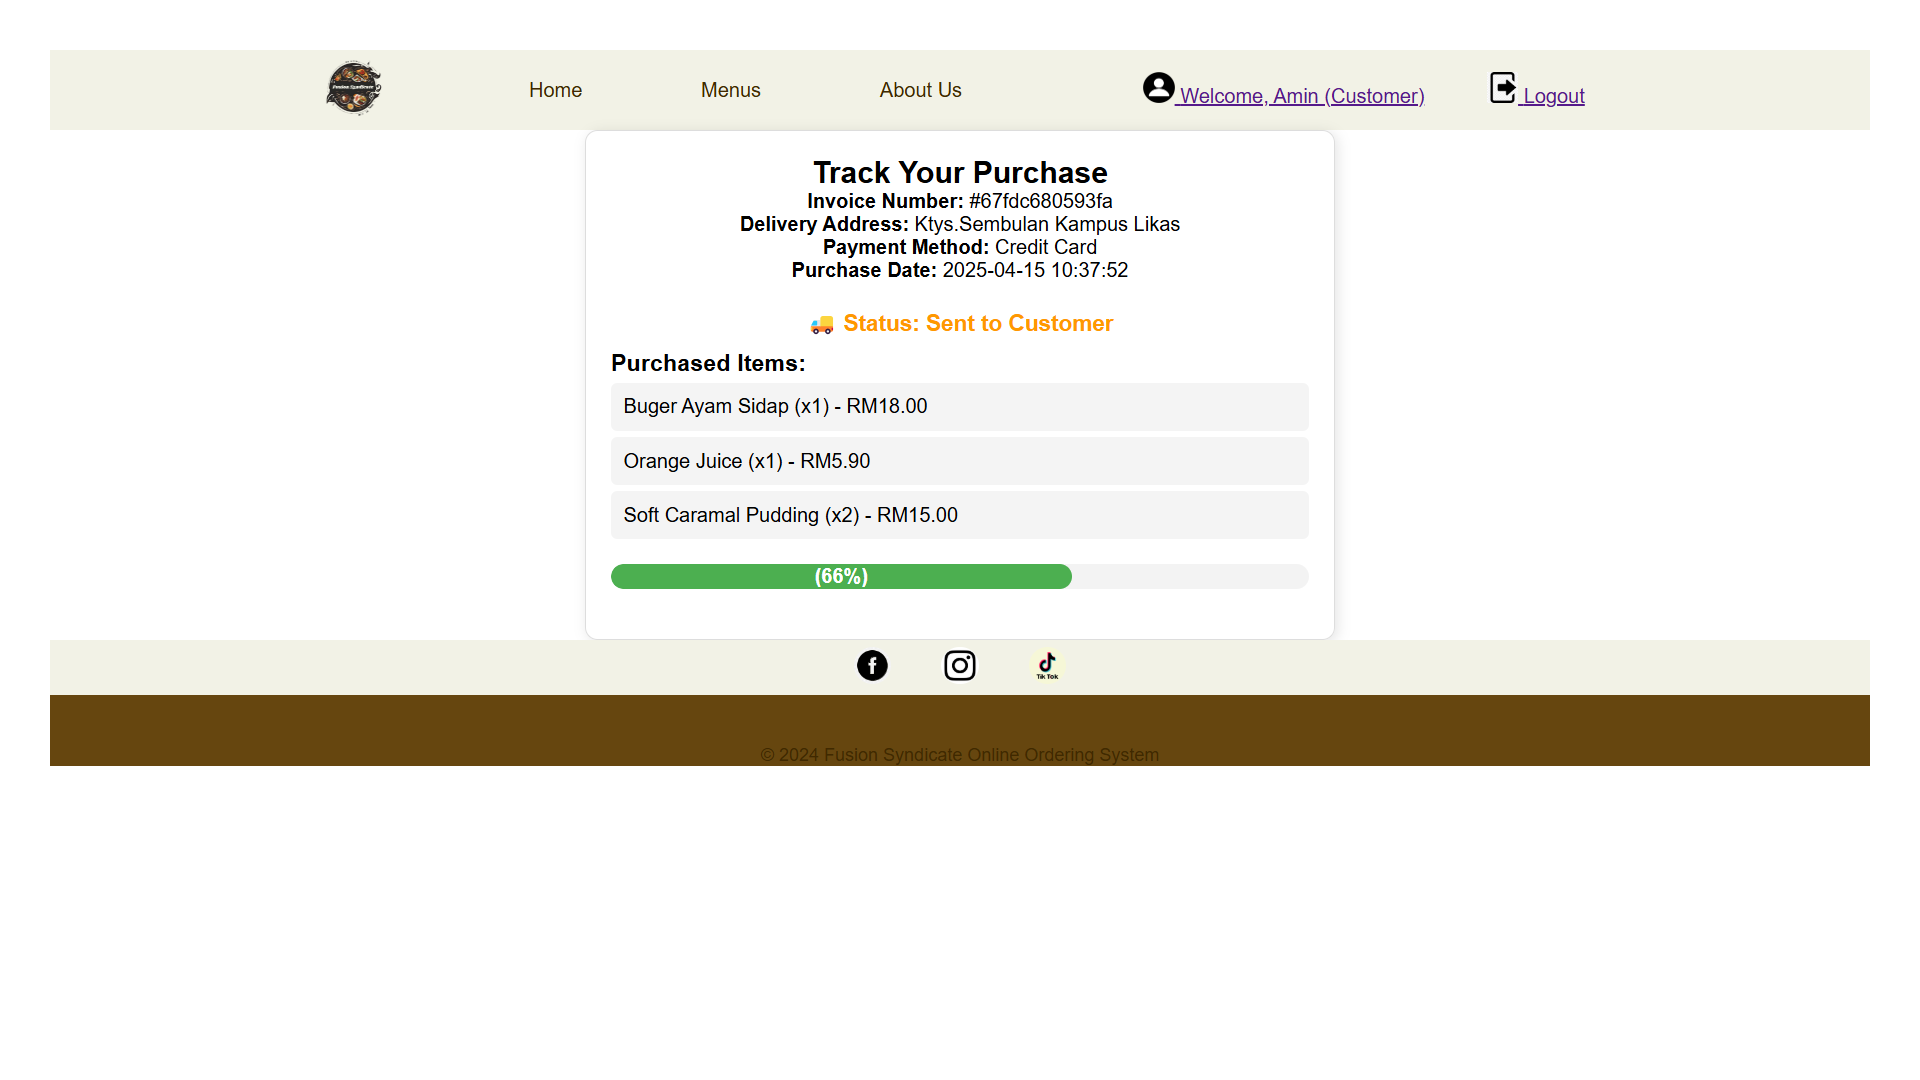 Fusion Syndicate
Home
Menus
About Us
Welcome, Amin (Customer)
Logout
Track Your Purchase
Invoice Number: #67fdc680593fa
Delivery Address: Ktys.Sembulan Kampus Likas
Payment Method: Credit Card
Purchase Date: 2025-04-15 10:37:52
🚚 Status: Sent to Customer
Purchased Items:
Buger Ayam Sidap (x1) - RM18.00
Orange Juice (x1) - RM5.90
Soft Caramal Pudding (x2) - RM15.00
(66%)
Tik Tok
© 2024 Fusion Syndicate Online Ordering System